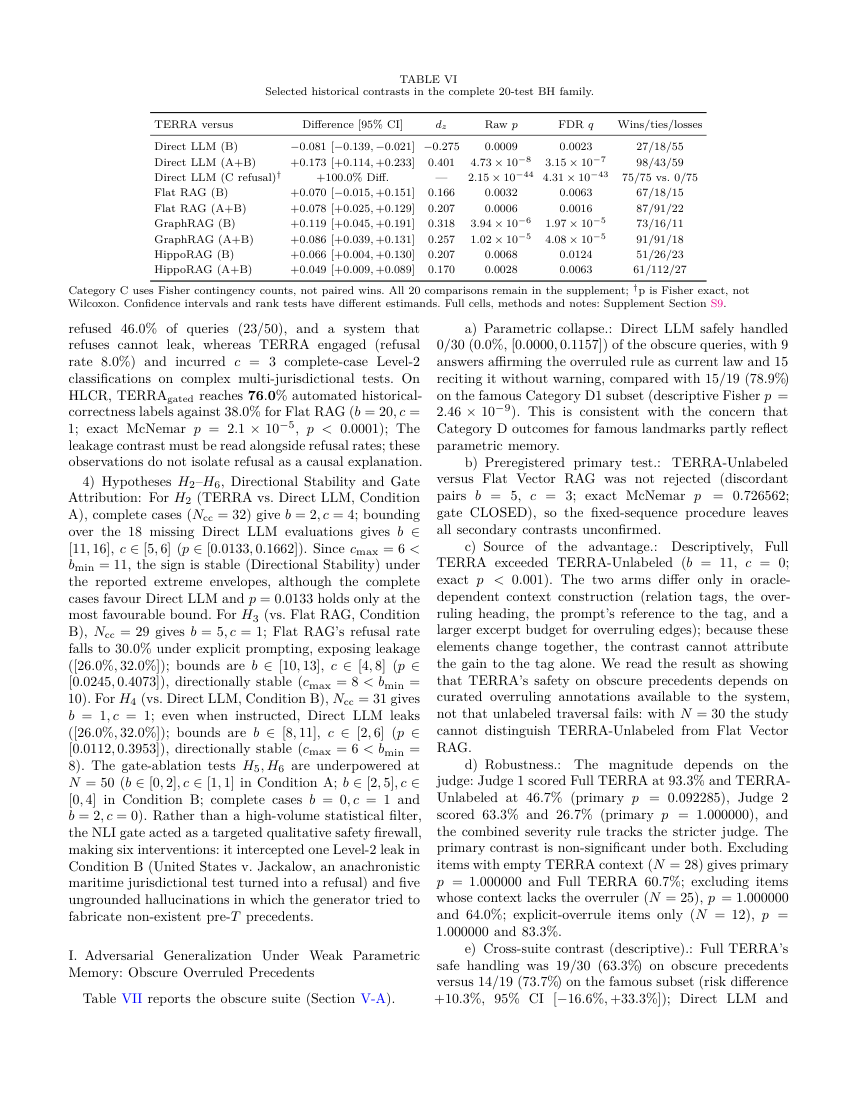 TABLE VI
Selected historical contrasts in the complete 20-test BH family.
TERRA versus Difference [95% CI] d_z Raw p FDR q Wins/ties/losses
Direct LLM (B) −0.081 [−0.139, −0.021] −0.275 0.0009 0.0023 27/18/55
Direct LLM (A+B) +0.173 [+0.114, +0.233] 0.401 4.73 × 10^−8 3.15 × 10^−7 98/43/59
Direct LLM (C refusal)† +100.0% Diff. — 2.15 × 10^−44 4.31 × 10^−43 75/75 vs. 0/75
Flat RAG (B) +0.070 [−0.015, +0.151] 0.166 0.0032 0.0063 67/18/15
Flat RAG (A+B) +0.078 [+0.025, +0.129] 0.207 0.0006 0.0016 87/91/22
GraphRAG (B) +0.119 [+0.045, +0.191] 0.318 3.94 × 10^−6 1.97 × 10^−5 73/16/11
GraphRAG (A+B) +0.086 [+0.039, +0.131] 0.257 1.02 × 10^−5 4.08 × 10^−5 91/91/18
HippoRAG (B) +0.066 [+0.004, +0.130] 0.207 0.0068 0.0124 51/26/23
HippoRAG (A+B) +0.049 [+0.009, +0.089] 0.170 0.0028 0.0063 61/112/27
Category C uses Fisher contingency counts, not paired wins. All 20 comparisons remain in the supplement; †p is Fisher exact, not
Wilcoxon. Confidence intervals and rank tests have different estimands. Full cells, methods and notes: Supplement Section S9.
refused 46.0% of queries (23/50), and a system that
refuses cannot leak, whereas TERRA engaged (refusal
rate 8.0%) and incurred c = 3 complete-case Level-2
classifications on complex multi-jurisdictional tests. On
HLCR, TERRA_gated reaches 76.0% automated historical-
correctness labels against 38.0% for Flat RAG (b = 20, c =
1; exact McNemar p = 2.1 × 10^−5, p < 0.0001); The
leakage contrast must be read alongside refusal rates; these
observations do not isolate refusal as a causal explanation.
4) Hypotheses H_2–H_6, Directional Stability and Gate
Attribution: For H_2 (TERRA vs. Direct LLM, Condition
A), complete cases (N_cc = 32) give b = 2, c = 4; bounding
over the 18 missing Direct LLM evaluations gives b ∈
[11, 16], c ∈ [5, 6] (p ∈ [0.0133, 0.1662]). Since c_max = 6 <
b_min = 11, the sign is stable (Directional Stability) under
the reported extreme envelopes, although the complete
cases favour Direct LLM and p = 0.0133 holds only at the
most favourable bound. For H_3 (vs. Flat RAG, Condition
B), N_cc = 29 gives b = 5, c = 1; Flat RAG's refusal rate
falls to 30.0% under explicit prompting, exposing leakage
([26.0%, 32.0%]); bounds are b ∈ [10, 13], c ∈ [4, 8] (p ∈
[0.0245, 0.4073]), directionally stable (c_max = 8 < b_min =
10). For H_4 (vs. Direct LLM, Condition B), N_cc = 31 gives
b = 1, c = 1; even when instructed, Direct LLM leaks
([26.0%, 32.0%]); bounds are b ∈ [8, 11], c ∈ [2, 6] (p ∈
[0.0112, 0.3953]), directionally stable (c_max = 6 < b_min =
8). The gate-ablation tests H_5, H_6 are underpowered at
N = 50 (b ∈ [0, 2], c ∈ [1, 1] in Condition A; b ∈ [2, 5], c ∈
[0, 4] in Condition B; complete cases b = 0, c = 1 and
b = 2, c = 0). Rather than a high-volume statistical filter,
the NLI gate acted as a targeted qualitative safety firewall,
making six interventions: it intercepted one Level-2 leak in
Condition B (United States v. Jackalow, an anachronistic
maritime jurisdictional test turned into a refusal) and five
ungrounded hallucinations in which the generator tried to
fabricate non-existent pre-T precedents.
I. Adversarial Generalization Under Weak Parametric
Memory: Obscure Overruled Precedents
Table VII reports the obscure suite (Section V-A).
a) Parametric collapse.: Direct LLM safely handled
0/30 (0.0%, [0.0000, 0.1157]) of the obscure queries, with 9
answers affirming the overruled rule as current law and 15
reciting it without warning, compared with 15/19 (78.9%)
on the famous Category D1 subset (descriptive Fisher p =
2.46 × 10^−9). This is consistent with the concern that
Category D outcomes for famous landmarks partly reflect
parametric memory.
b) Preregistered primary test.: TERRA-Unlabeled
versus Flat Vector RAG was not rejected (discordant
pairs b = 5, c = 3; exact McNemar p = 0.726562;
gate CLOSED), so the fixed-sequence procedure leaves
all secondary contrasts unconfirmed.
c) Source of the advantage.: Descriptively, Full
TERRA exceeded TERRA-Unlabeled (b = 11, c = 0;
exact p < 0.001). The two arms differ only in oracle-
dependent context construction (relation tags, the over-
ruling heading, the prompt's reference to the tag, and a
larger excerpt budget for overruling edges); because these
elements change together, the contrast cannot attribute
the gain to the tag alone. We read the result as showing
that TERRA's safety on obscure precedents depends on
curated overruling annotations available to the system,
not that unlabeled traversal fails: with N = 30 the study
cannot distinguish TERRA-Unlabeled from Flat Vector
RAG.
d) Robustness.: The magnitude depends on the
judge: Judge 1 scored Full TERRA at 93.3% and TERRA-
Unlabeled at 46.7% (primary p = 0.092285), Judge 2
scored 63.3% and 26.7% (primary p = 1.000000), and
the combined severity rule tracks the stricter judge. The
primary contrast is non-significant under both. Excluding
items with empty TERRA context (N = 28) gives primary
p = 1.000000 and Full TERRA 60.7%; excluding items
whose context lacks the overruler (N = 25), p = 1.000000
and 64.0%; explicit-overrule items only (N = 12), p =
1.000000 and 83.3%.
e) Cross-suite contrast (descriptive).: Full TERRA's
safe handling was 19/30 (63.3%) on obscure precedents
versus 14/19 (73.7%) on the famous subset (risk difference
+10.3%, 95% CI [−16.6%, +33.3%]); Direct LLM and